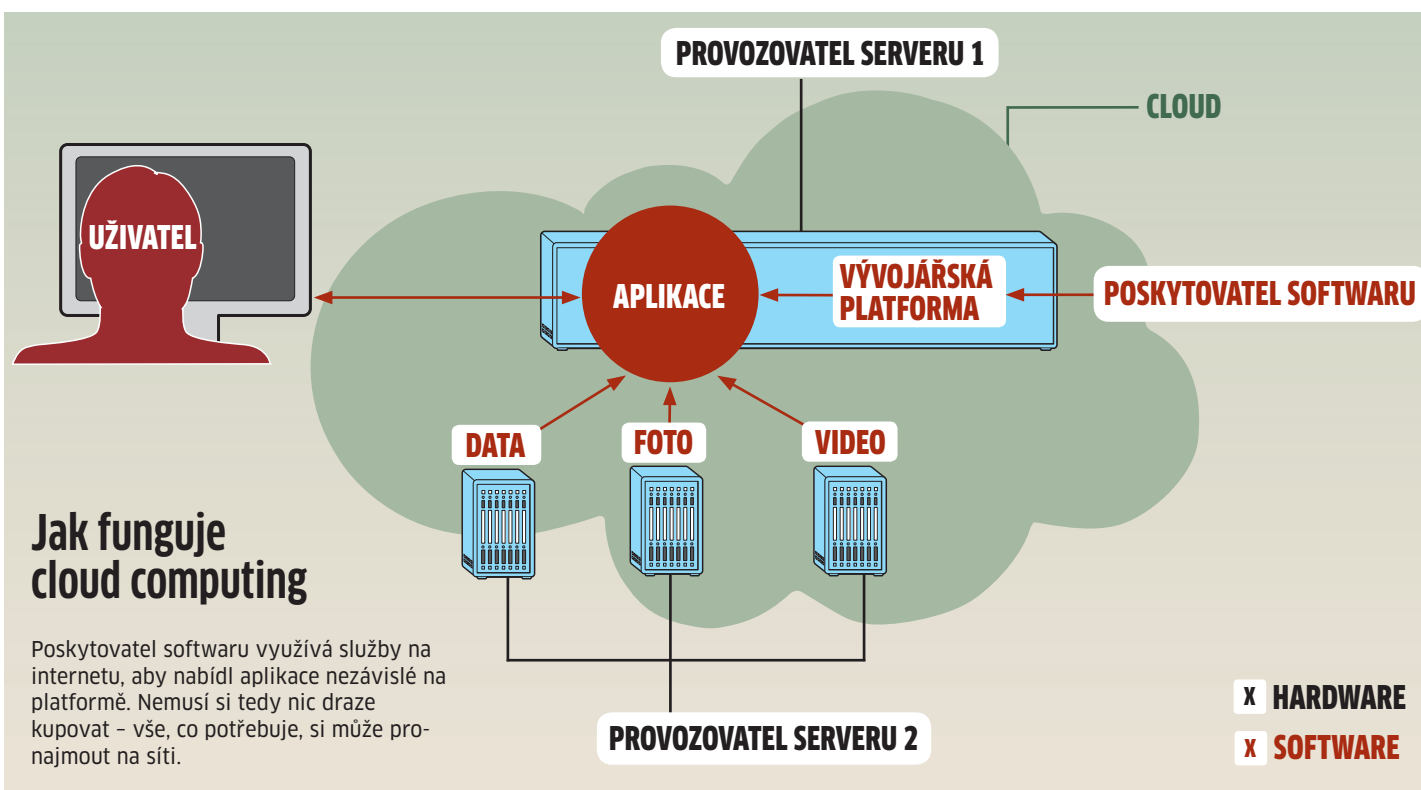 PROVOZOVATEL SERVERU 1
CLOUD
UŽIVATEL
APLIKACE
VÝVOJÁŘSKÁ
PLATFORMA
POSKYTOVATEL SOFTWARU
DATA
FOTO
VIDEO
Jak funguje
cloud computing
Poskytovatel softwaru využívá služby na
internetu, aby nabídl aplikace nezávislé na
platformě. Nemusí si tedy nic draze
kupovat – vše, co potřebuje, si může pro-
najmout na síti.
PROVOZOVATEL SERVERU 2
X HARDWARE
X SOFTWARE